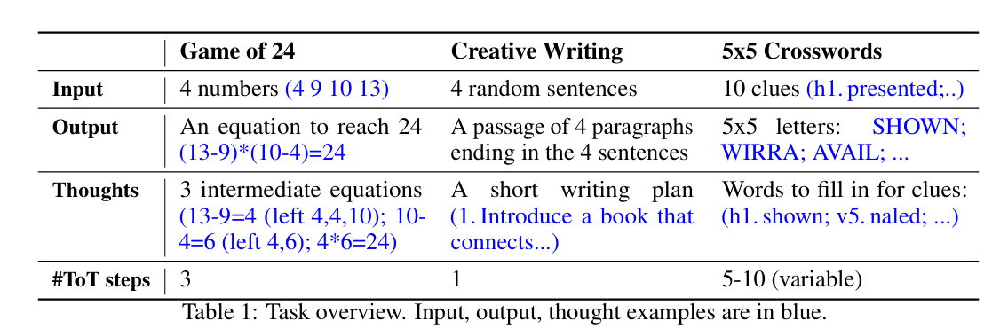 Game of 24 Creative Writing 5x5 Crosswords
Input 4 numbers (4 9 10 13) 4 random sentences 10 clues (h1. presented;..)
Output An equation to reach 24 A passage of 4 paragraphs 5x5 letters: SHOWN;
(13-9)*(10-4)=24 ending in the 4 sentences WIRRA; AVAIL; ...
Thoughts 3 intermediate equations A short writing plan Words to fill in for clues:
(13-9=4 (left 4,4,10); 10- (1. Introduce a book that (h1. shown; v5. naled; ...)
4=6 (left 4,6); 4*6=24) connects...)
#ToT steps 3 1 5-10 (variable)
Table 1: Task overview. Input, output, thought examples are in blue.